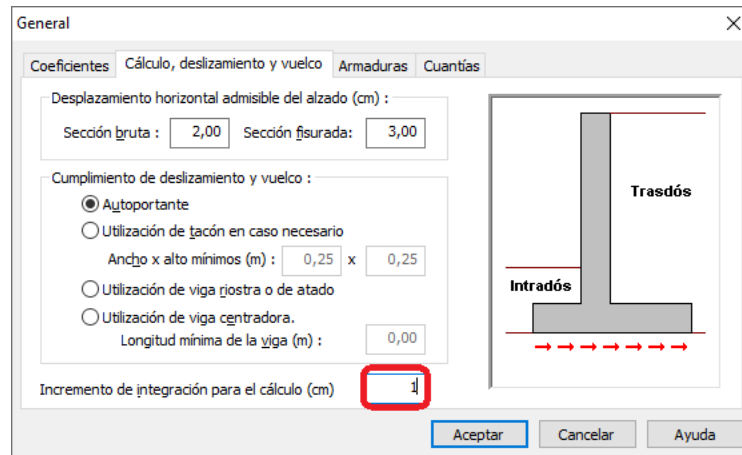 General
Coeficientes Cálculo, deslizamiento y vuelco Armaduras Cuantías
Desplazamiento horizontal admisible del alzado (cm) :
Sección bruta : 2,00 Sección fisurada: 3,00
Cumplimiento de deslizamiento y vuelco :
Autoportante
Utilización de tacón en caso necesario
Ancho x alto mínimos (m) : 0,25 x 0,25
Utilización de viga riostra o de atado
Utilización de viga centradora.
Longitud mínima de la viga (m) : 0,00
Incremento de integración para el cálculo (cm) 1
Trasdós
Intradós
Aceptar Cancelar Ayuda